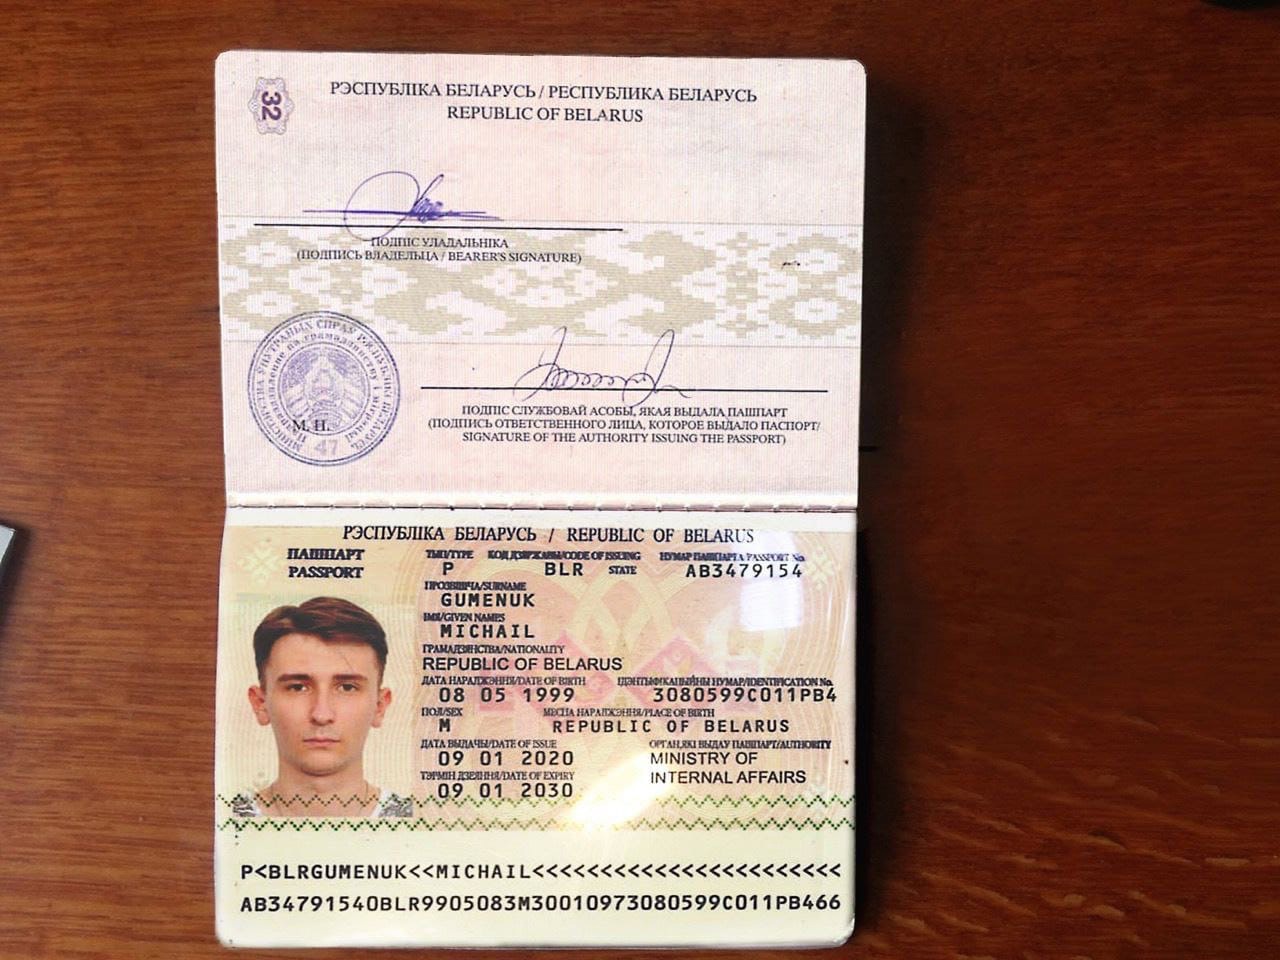 32
РЭСПУБЛІКА БЕЛАРУСЬ / РЕСПУБЛИКА БЕЛАРУСЬ
REPUBLIC OF BELARUS
ПОДПІС УЛАДАЛЬНІКА
(ПОДПИСЬ ВЛАДЕЛЬЦА / BEARER'S SIGNATURE)
МІНІСТЭРСТВА УНУТРАНЫХ СПРАЎ РЭСПУБЛІКІ БЕЛАРУСЬ
М. П.
47
ПОДПІС СЛУЖБОВАЙ АСОБЫ, ЯКАЯ ВЫДАЛА ПАШПАРТ
(ПОДПИСЬ ОТВЕТСТВЕННОГО ЛИЦА, КОТОРОЕ ВЫДАЛО ПАСПОРТ/
SIGNATURE OF THE AUTHORITY ISSUING THE PASSPORT)
РЭСПУБЛІКА БЕЛАРУСЬ / REPUBLIC OF BELARUS
ПАШПАРТ ТЫП/TYPE КОД ДЗЯРЖАВЫ/CODE OF ISSUING НУМАР ПАШПАРТА/PASSPORT No.
PASSPORT P BLR STATE AB3479154
ПРОЗВІШЧА/SURNAME
GUMENUK
ІМЯ/GIVEN NAMES
MICHAIL
ГРАМАДЗЯНСТВА/NATIONALITY
REPUBLIC OF BELARUS
ДАТА НАРАДЖЭННЯ/DATE OF BIRTH ІДЭНТЫФІКАЦЫЙНЫ НУМАР/IDENTIFICATION No.
08 05 1999 3080599C011PB4
ПОЛ/SEX МЕСЦА НАРАДЖЭННЯ/PLACE OF BIRTH
M REPUBLIC OF BELARUS
ДАТА ВЫДАЧЫ/DATE OF ISSUE ОРГАН, ЯКІ ВЫДАЎ ПАШПАРТ/AUTHORITY
09 01 2020 MINISTRY OF
INTERNAL AFFAIRS
ТЭРМІН ДЗЕЯННЯ/DATE OF EXPIRY
09 01 2030
P<BLRGUMENUK<<MICHAIL<<<<<<<<<<<<<<<<<<<<<<<
AB34791540BLR9905083M30010973080599C011PB466